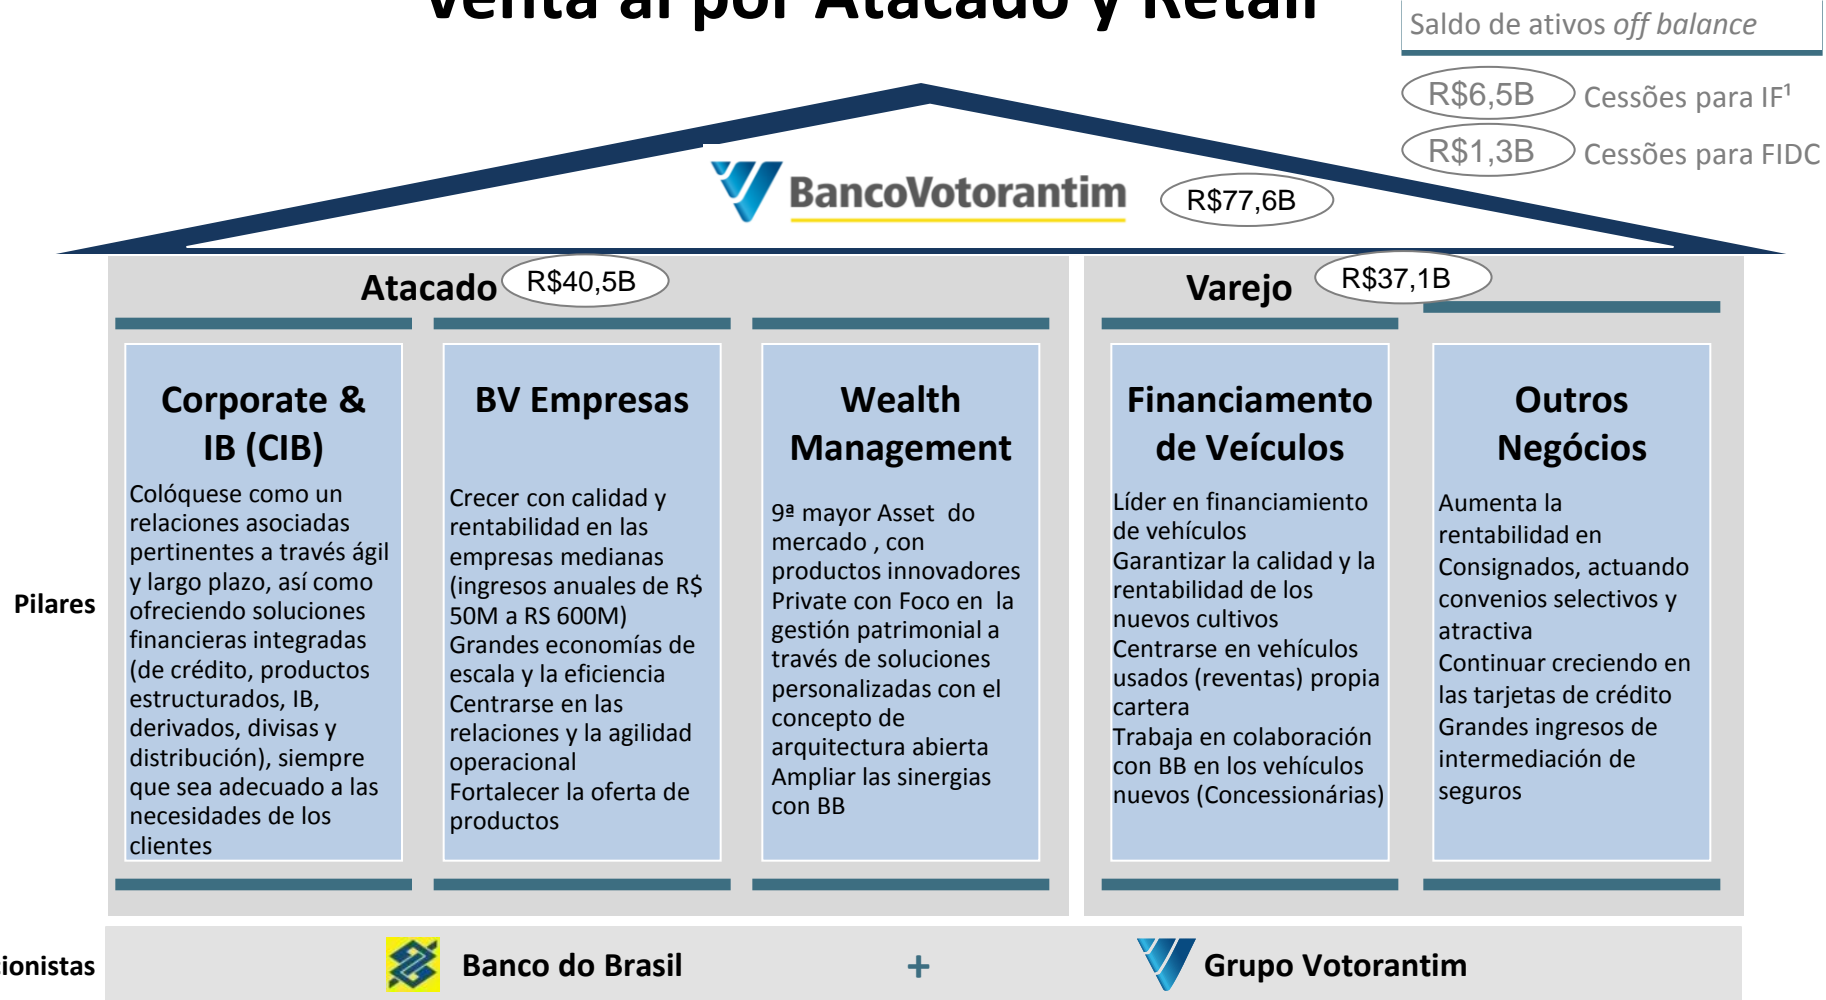 Venta al por Atacado y Retail
Saldo de ativos off balance
R$6,5B Cessões para IF¹
R$1,3B Cessões para FIDC
BancoVotorantim R$77,6B
Atacado R$40,5B
Varejo R$37,1B
Corporate &
IB (CIB)
Colóquese como un
relaciones asociadas
pertinentes a través ágil
y largo plazo, así como
ofreciendo soluciones
financieras integradas
(de crédito, productos
estructurados, IB,
derivados, divisas y
distribución), siempre
que sea adecuado a las
necesidades de los
clientes
BV Empresas
Crecer con calidad y
rentabilidad en las
empresas medianas
(ingresos anuales de R$
50M a RS 600M)
Grandes economías de
escala y la eficiencia
Centrarse en las
relaciones y la agilidad
operacional
Fortalecer la oferta de
productos
Wealth
Management
9ª mayor Asset do
mercado , con
productos innovadores
Private con Foco en la
gestión patrimonial a
través de soluciones
personalizadas con el
concepto de
arquitectura abierta
Ampliar las sinergias
con BB
Financiamento
de Veículos
Líder en financiamiento
de vehículos
Garantizar la calidad y la
rentabilidad de los
nuevos cultivos
Centrarse en vehículos
usados (reventas) propia
cartera
Trabaja en colaboración
con BB en los vehículos
nuevos (Concessionárias)
Outros
Negócios
Aumenta la
rentabilidad en
Consignados, actuando
convenios selectivos y
atractiva
Continuar creciendo en
las tarjetas de crédito
Grandes ingresos de
intermediación de
seguros
Pilares
cionistas
Banco do Brasil + Grupo Votorantim